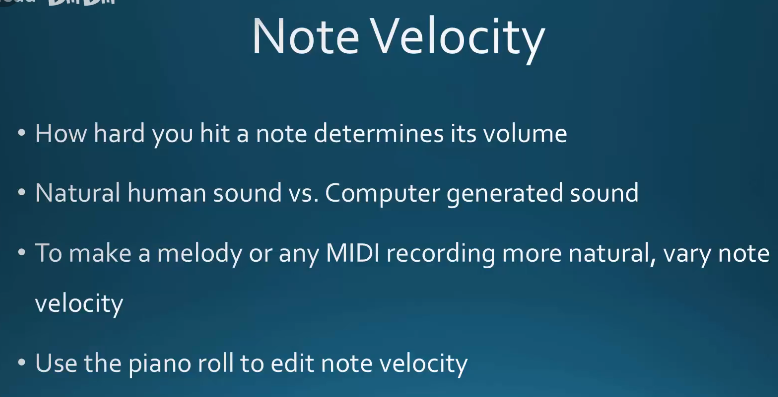 Note Velocity
• How hard you hit a note determines its volume
• Natural human sound vs. Computer generated sound
• To make a melody or any MIDI recording more natural, vary note
velocity
• Use the piano roll to edit note velocity